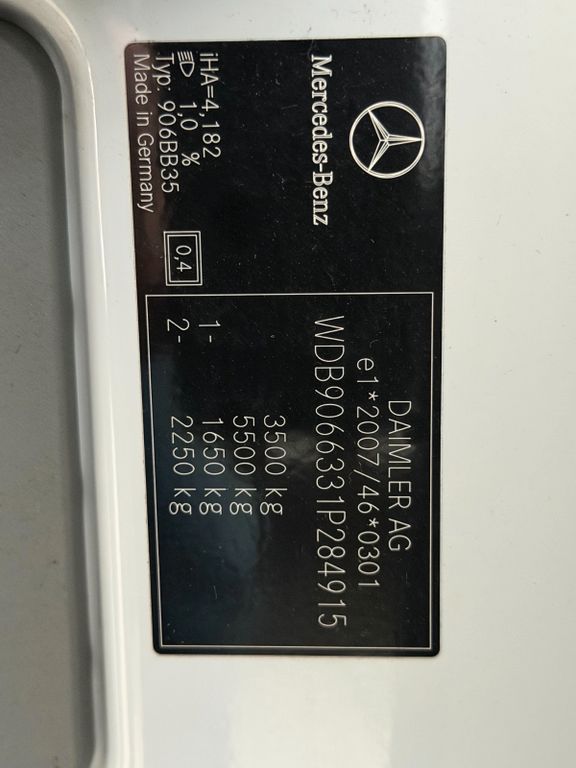 Mercedes-Benz
iHA=4,182
1,0 %
Typ: 906BB35
Made in Germany
0,4
DAIMLER AG
e1*2007/46*0301
WDB9066331P284915
3500 kg
5500 kg
1- 1650 kg
2- 2250 kg